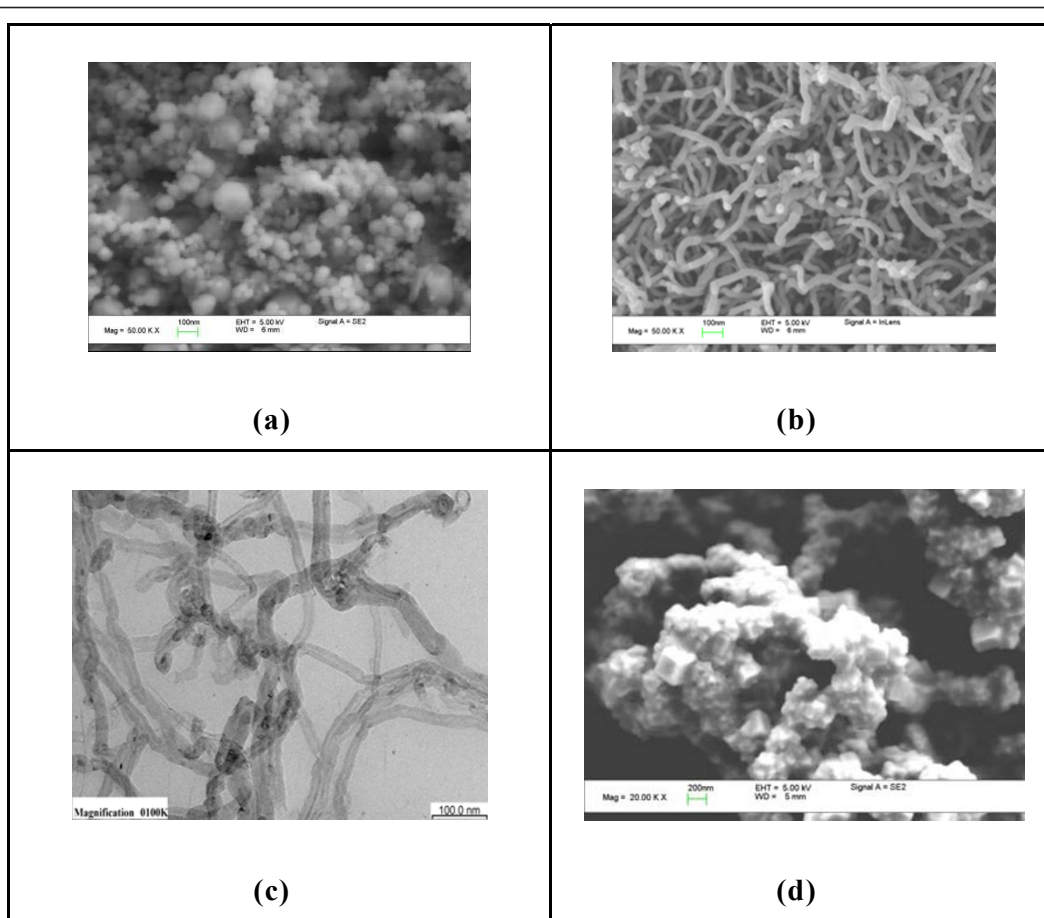 Mag = 50.00 K X 100nm EHT = 5.00 kV Signal A = SE2
WD = 6 mm
(a)
Mag = 50.00 K X 100nm EHT = 5.00 kV Signal A = InLens
WD = 6 mm
(b)
Magnification 0100K 100.0 nm
(c)
Mag = 20.00 K X 200nm EHT = 5.00 kV Signal A = SE2
WD = 5 mm
(d)